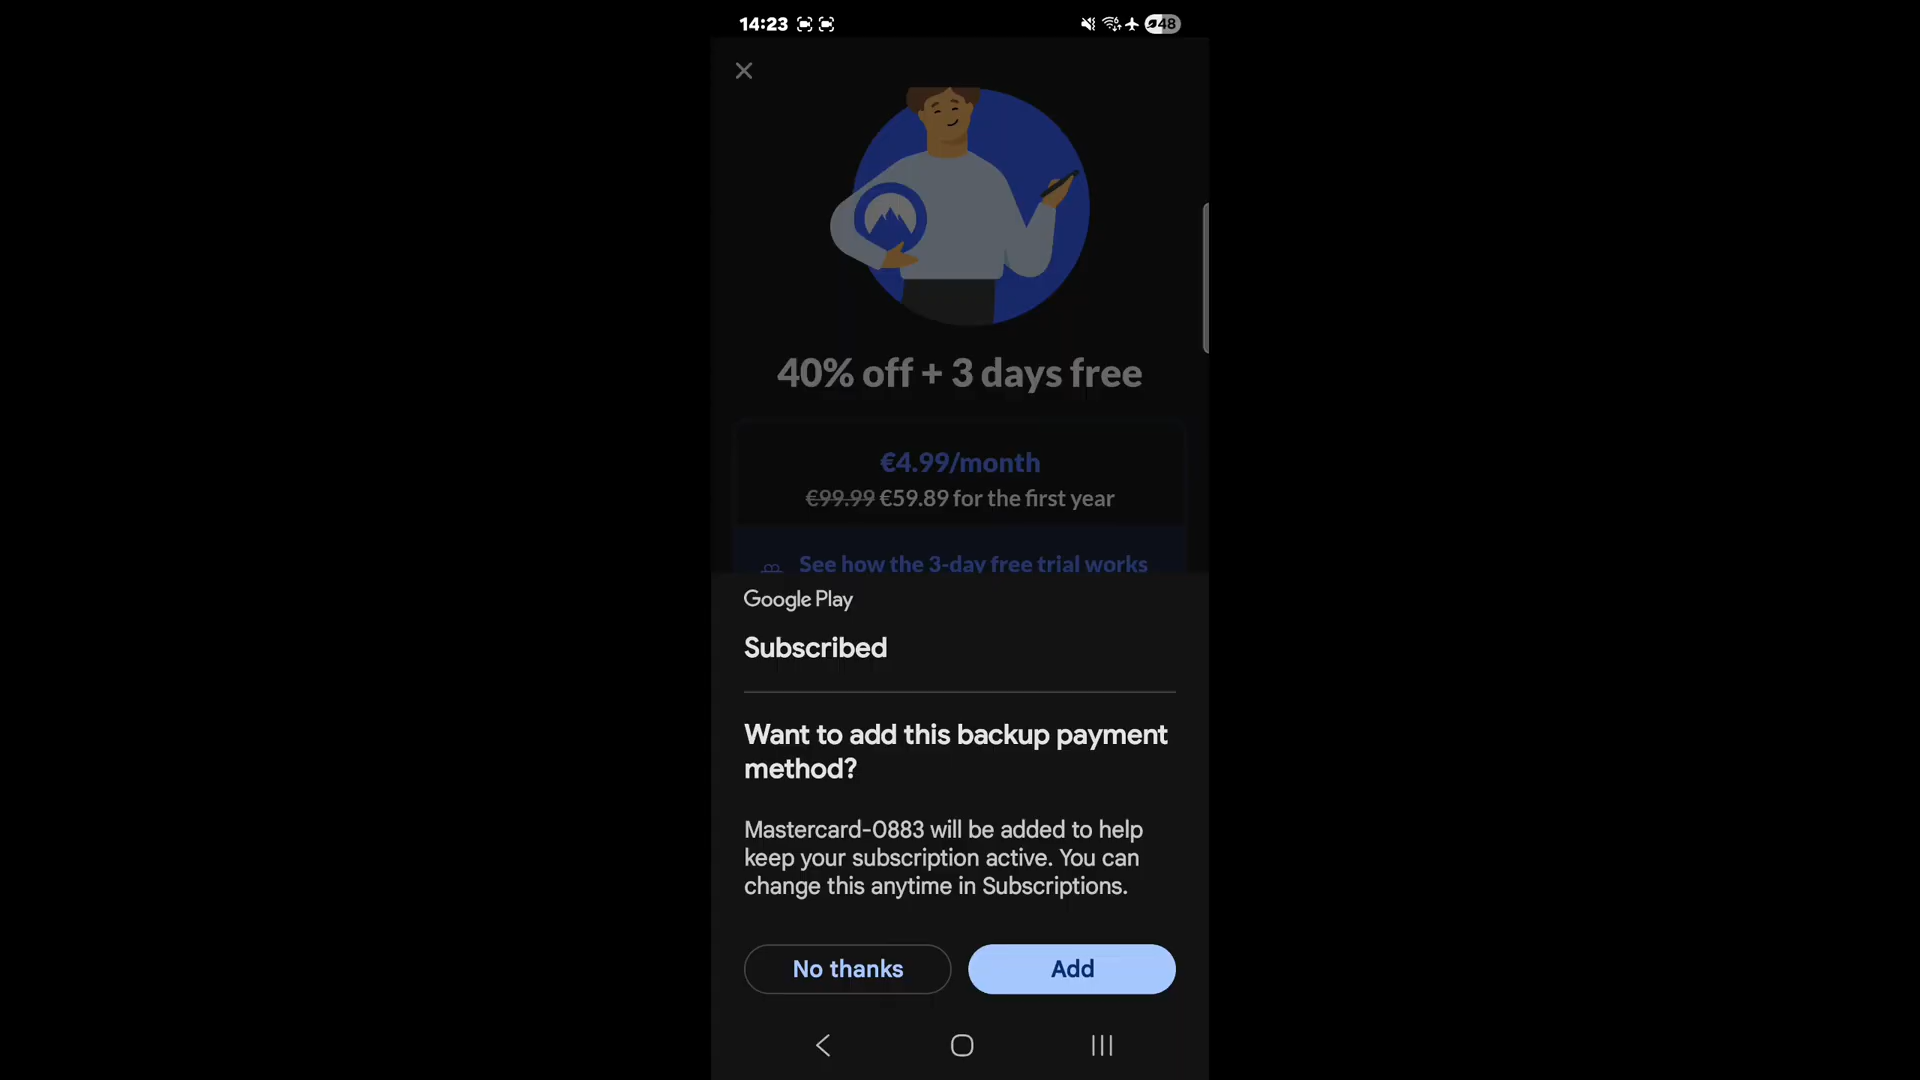 14:23
48
40% off + 3 days free
€4.99/month
€99.99 €59.89 for the first year
See how the 3-day free trial works
Google Play
Subscribed
Want to add this backup payment
method?
Mastercard-0883 will be added to help
keep your subscription active. You can
change this anytime in Subscriptions.
No thanks
Add